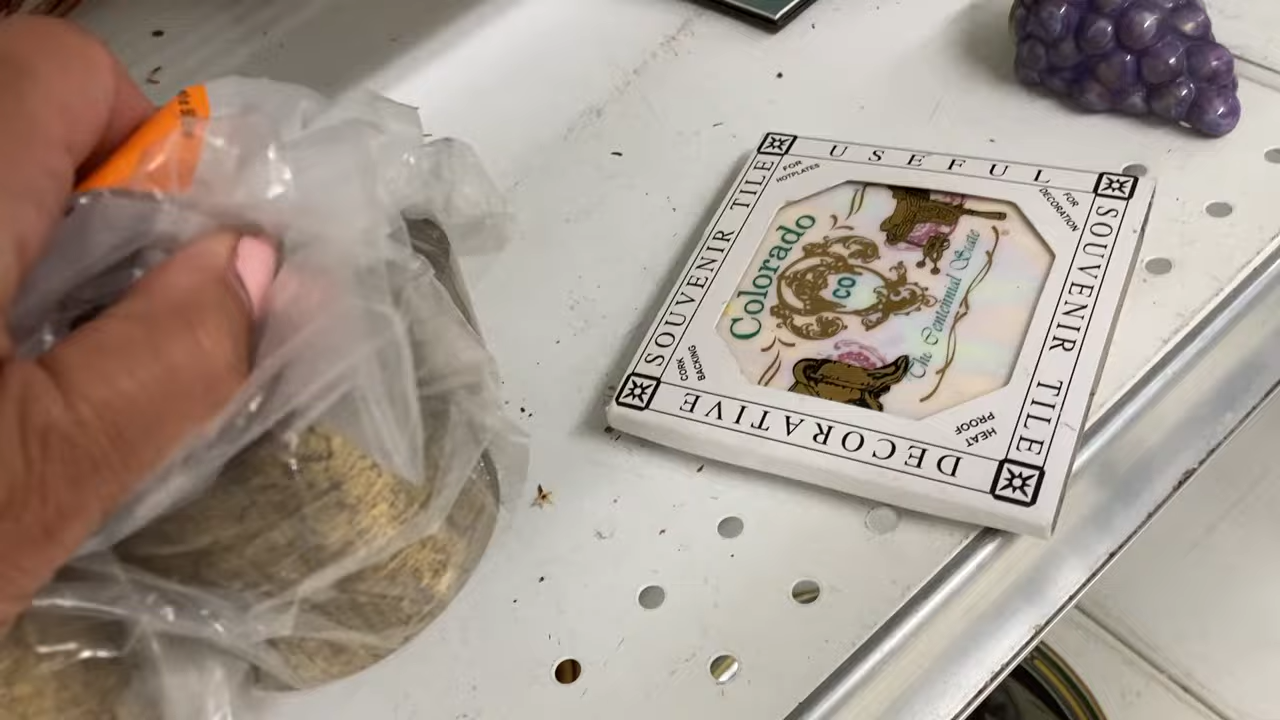 USEFUL
FOR
HOTPLATES
FOR
DECORATION
SOUVENIR TILE
SOUVENIR TILE
Colorado
CO
The Centennial State
CORK
BACKING
HEAT
PROOF
DECORATIVE